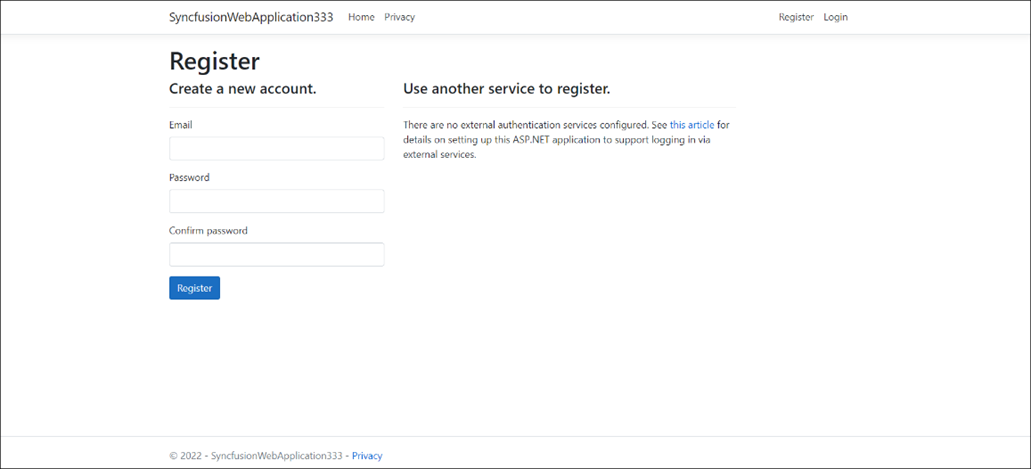 SyncfusionWebApplication333 Home Privacy Register Login
Register
Create a new account.
Use another service to register.
Email
There are no external authentication services configured. See this article for
details on setting up this ASP.NET application to support logging in via
external services.
Password
Confirm password
Register
© 2022 - SyncfusionWebApplication333 - Privacy